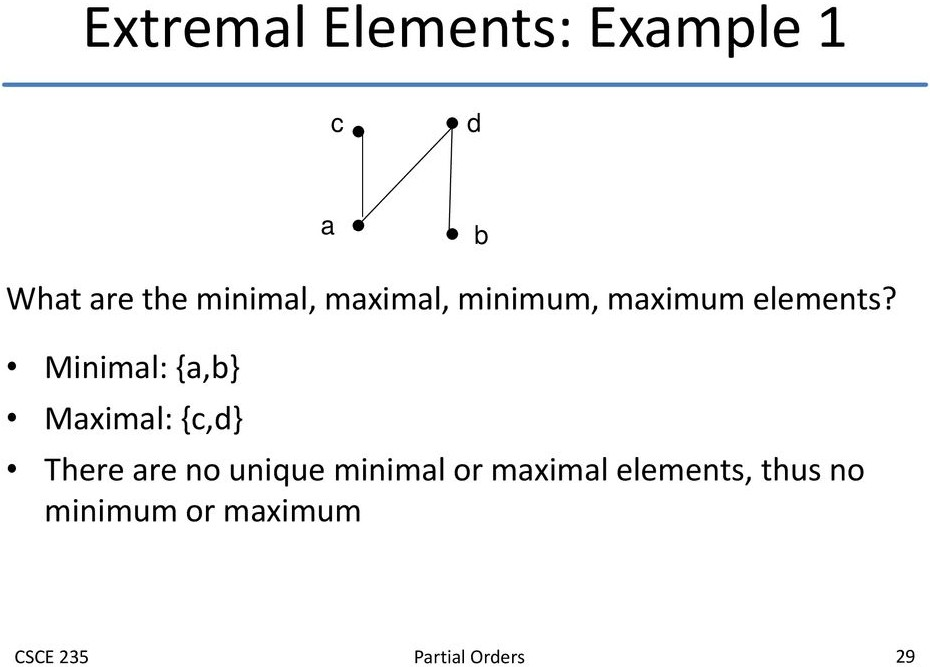 Extremal Elements: Example 1
c
d
a
b
What are the minimal, maximal, minimum, maximum elements?
• Minimal: {a,b}
• Maximal: {c,d}
• There are no unique minimal or maximal elements, thus no
minimum or maximum
CSCE 235
Partial Orders
29